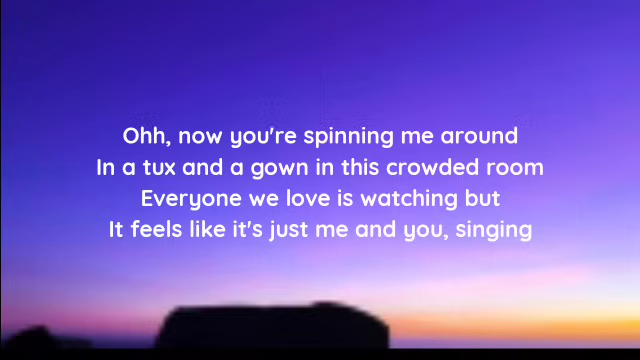 Ohh, now you're spinning me around
In a tux and a gown in this crowded room
Everyone we love is watching but
It feels like it's just me and you, singing